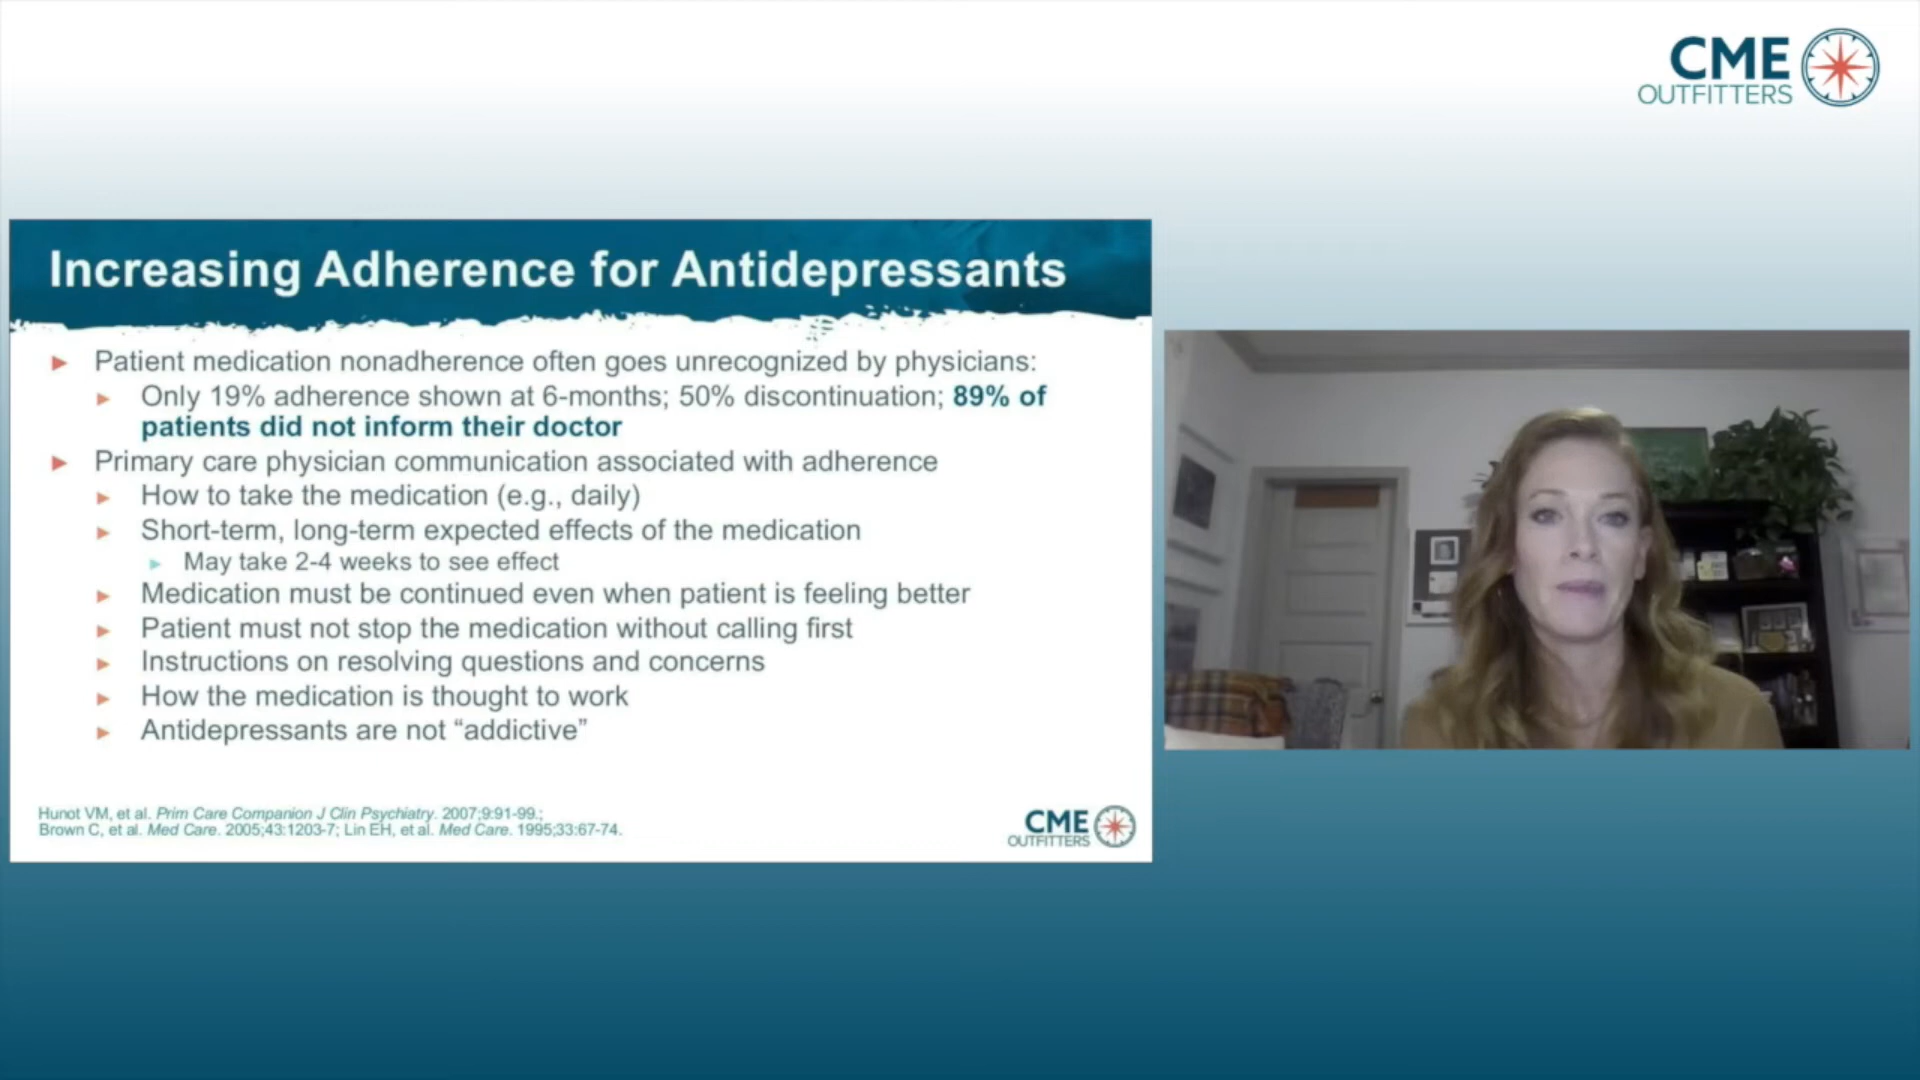 CME
OUTFITTERS
Increasing Adherence for Antidepressants
Patient medication nonadherence often goes unrecognized by physicians:
Only 19% adherence shown at 6-months; 50% discontinuation; 89% of
patients did not inform their doctor
Primary care physician communication associated with adherence
How to take the medication (e.g., daily)
Short-term, long-term expected effects of the medication
May take 2-4 weeks to see effect
Medication must be continued even when patient is feeling better
Patient must not stop the medication without calling first
Instructions on resolving questions and concerns
How the medication is thought to work
Antidepressants are not “addictive”
Hunot VM, et al. Prim Care Companion J Clin Psychiatry. 2007;9:91-99.;
Brown C, et al. Med Care. 2005;43:1203-7; Lin EH, et al. Med Care. 1995;33:67-74.
CME
OUTFITTERS